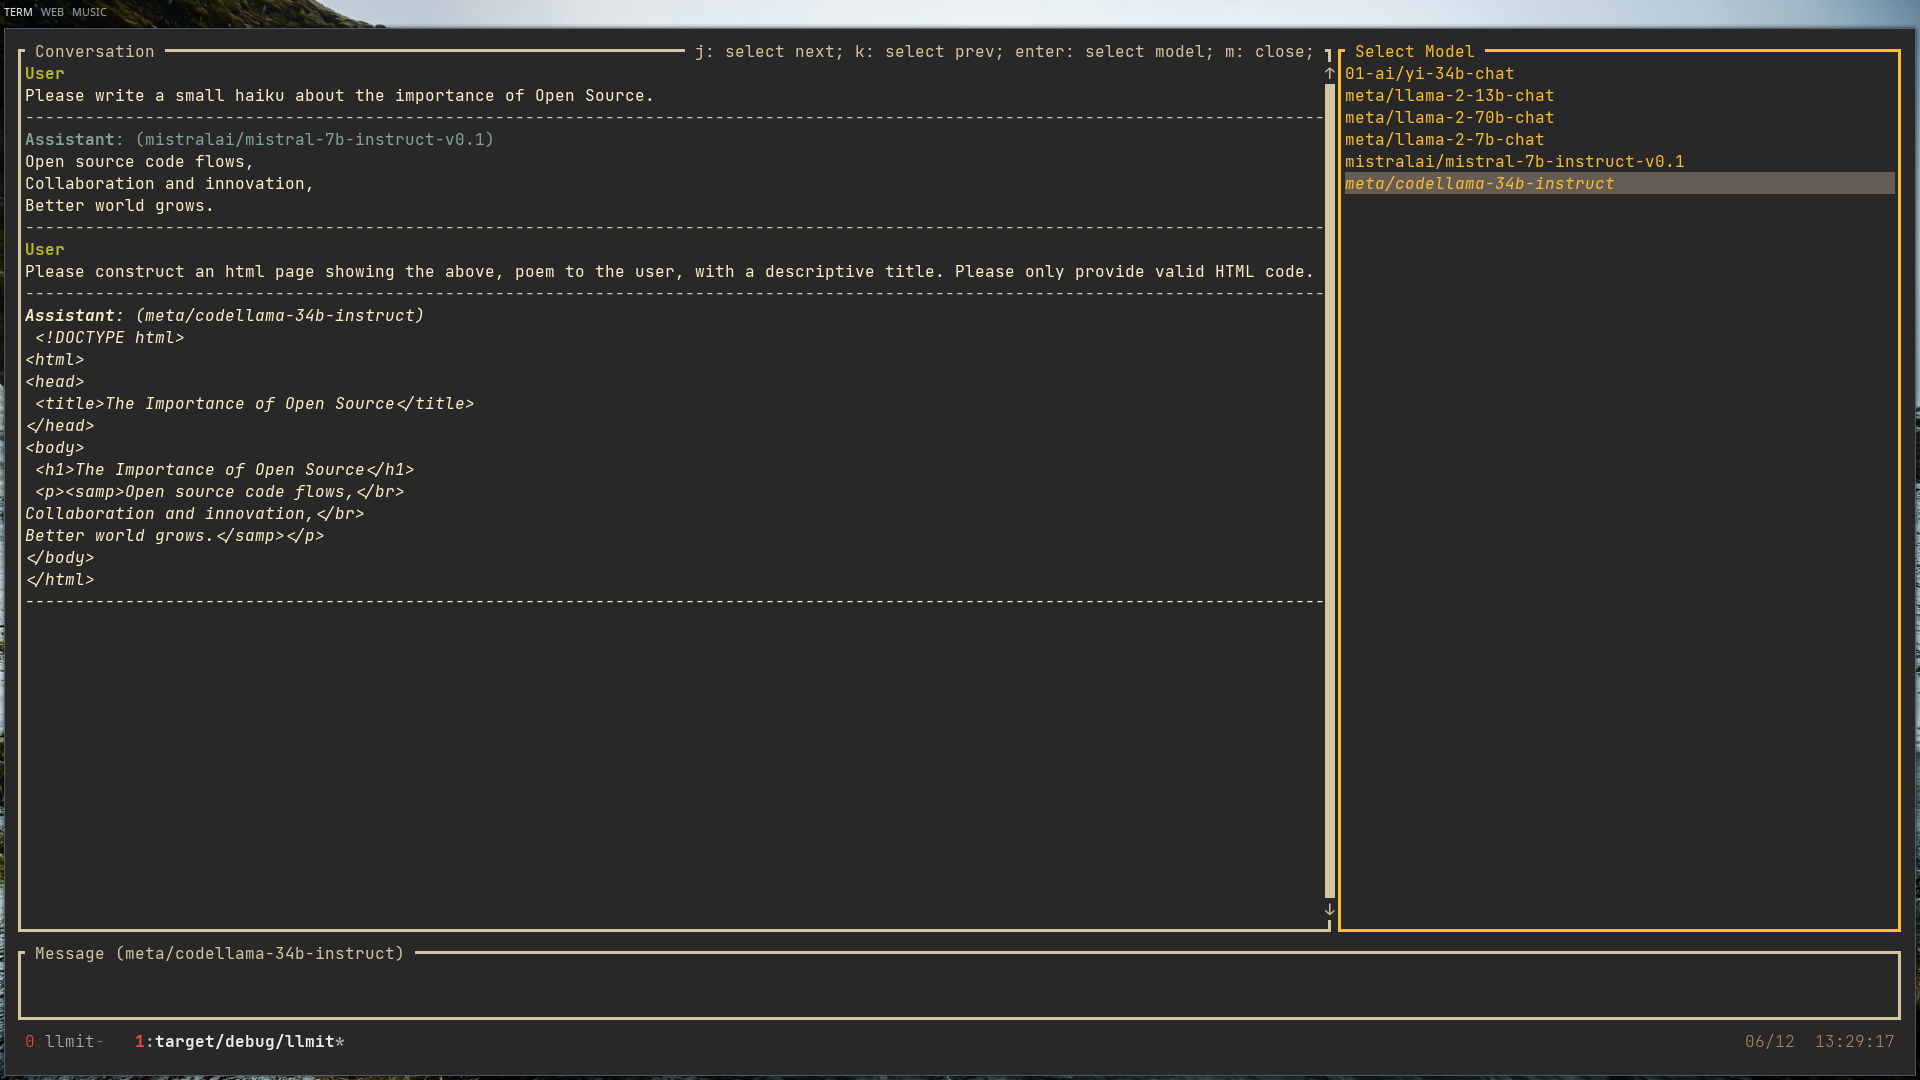 TERM WEB MUSIC
Conversation j: select next; k: select prev; enter: select model; m: close;
User
Please write a small haiku about the importance of Open Source.
Assistant: (mistralai/mistral-7b-instruct-v0.1)
Open source code flows,
Collaboration and innovation,
Better world grows.
User
Please construct an html page showing the above, poem to the user, with a descriptive title. Please only provide valid HTML code.
Assistant: (meta/codellama-34b-instruct)
<!DOCTYPE html>
<html>
<head>
<title>The Importance of Open Source</title>
</head>
<body>
<h1>The Importance of Open Source</h1>
<p><samp>Open source code flows,</br>
Collaboration and innovation,</br>
Better world grows.</samp></p>
</body>
</html>
Select Model
01-ai/yi-34b-chat
meta/llama-2-13b-chat
meta/llama-2-70b-chat
meta/llama-2-7b-chat
mistralai/mistral-7b-instruct-v0.1
meta/codellama-34b-instruct
Message (meta/codellama-34b-instruct)
0:llmit- 1:target/debug/llmit* 06/12 13:29:17